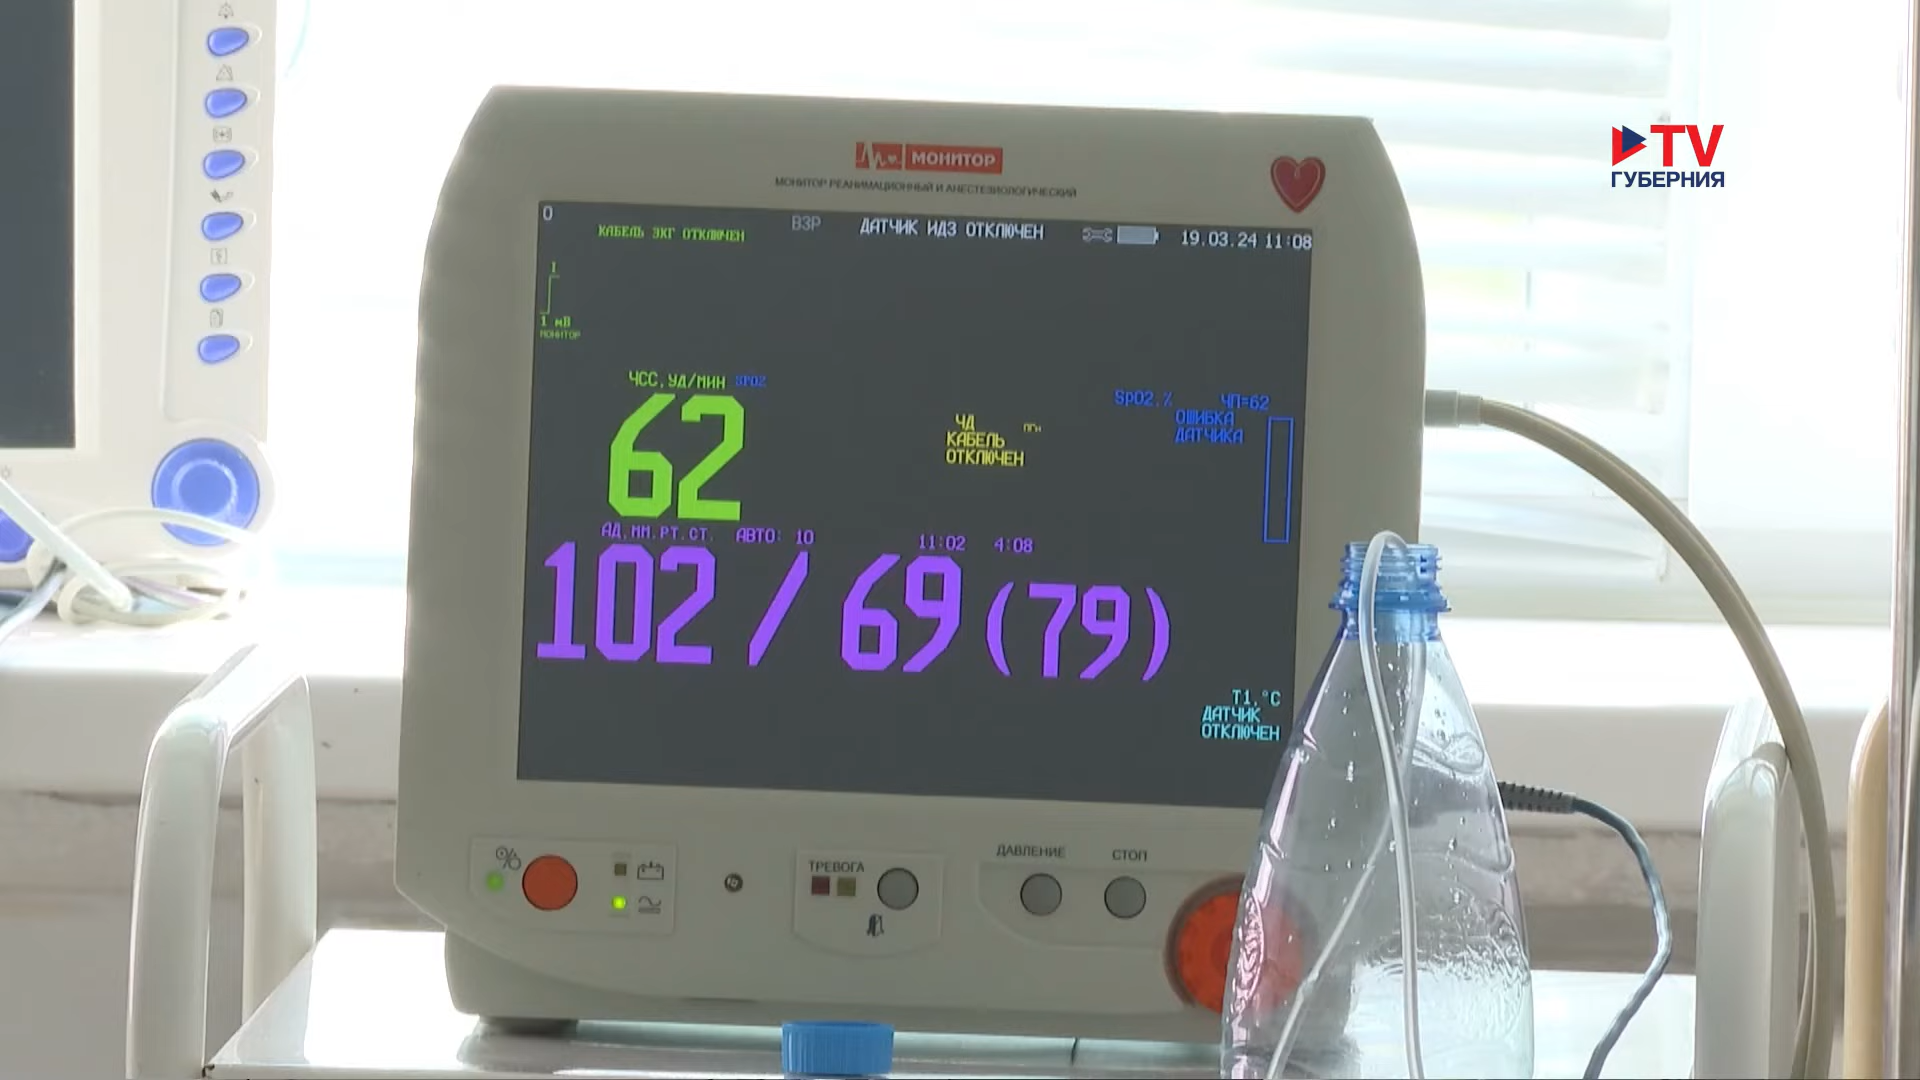 TV
ГУБЕРНИЯ
МОНИТОР
МОНИТОР РЕАНИМАЦИОННЫЙ И АНЕСТЕЗИОЛОГИЧЕСКИЙ
0
КАБЕЛЬ ЭКГ ОТКЛЮЧЕН
ВЗР
ДАТЧИК ИДЗ ОТКЛЮЧЕН
19.03.24 11:08
I
1 мВ
МОНИТОР
ЧСС,УД/МИН SPO2
62
ЧД
КАБЕЛЬ
ОТКЛЮЧЕН
SpO2,% ЧП=62
ОШИБКА
ДАТЧИКА
АД,ММ.РТ.СТ. АВТО: 10 11:02 4:08
102 / 69 (79)
T1,°C
ДАТЧИК
ОТКЛЮЧЕН
ТРЕВОГА
ДАВЛЕНИЕ
СТОП